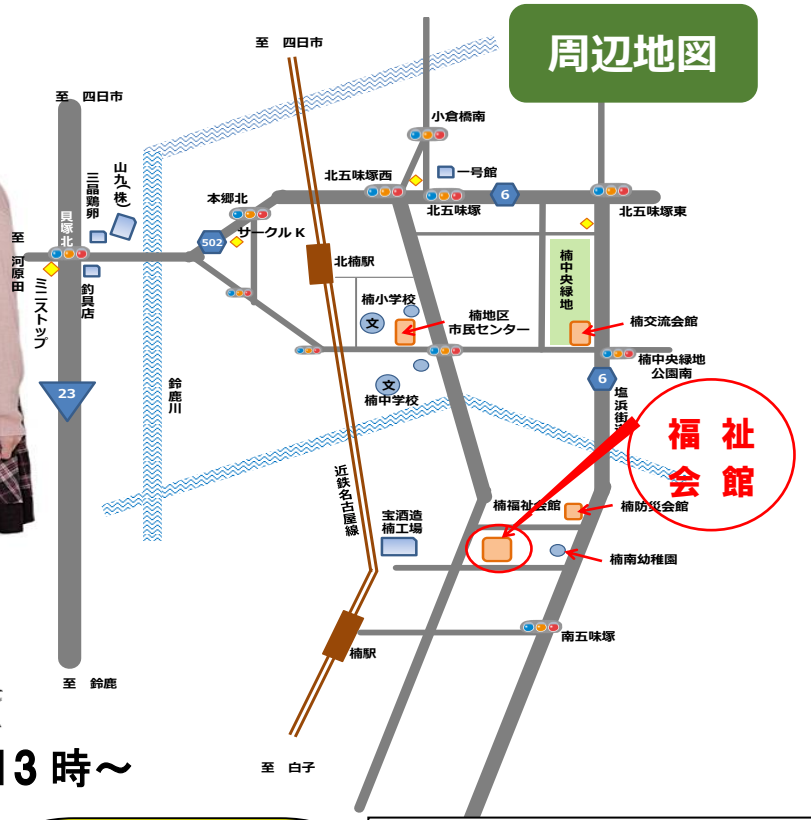 周辺地図
至 四日市
至 四日市
小倉橋南
山九(株)
三晶鶏卵
北五味塚西
一号館
6
本郷北
北五味塚
北五味塚東
貝塚北
502
サークルK
至 河原田
北楠駅
楠中央緑地
ミニストップ
釣具店
楠小学校
文
楠地区
市民センター
楠交流会館
楠中央緑地
公園南
23
鈴鹿川
文
楠中学校
6
塩浜街道
福祉
会館
近鉄名古屋線
宝酒造
楠工場
楠福祉会館
楠防災会館
楠南幼稚園
南五味塚
楠駅
至 鈴鹿
13時～
至 白子